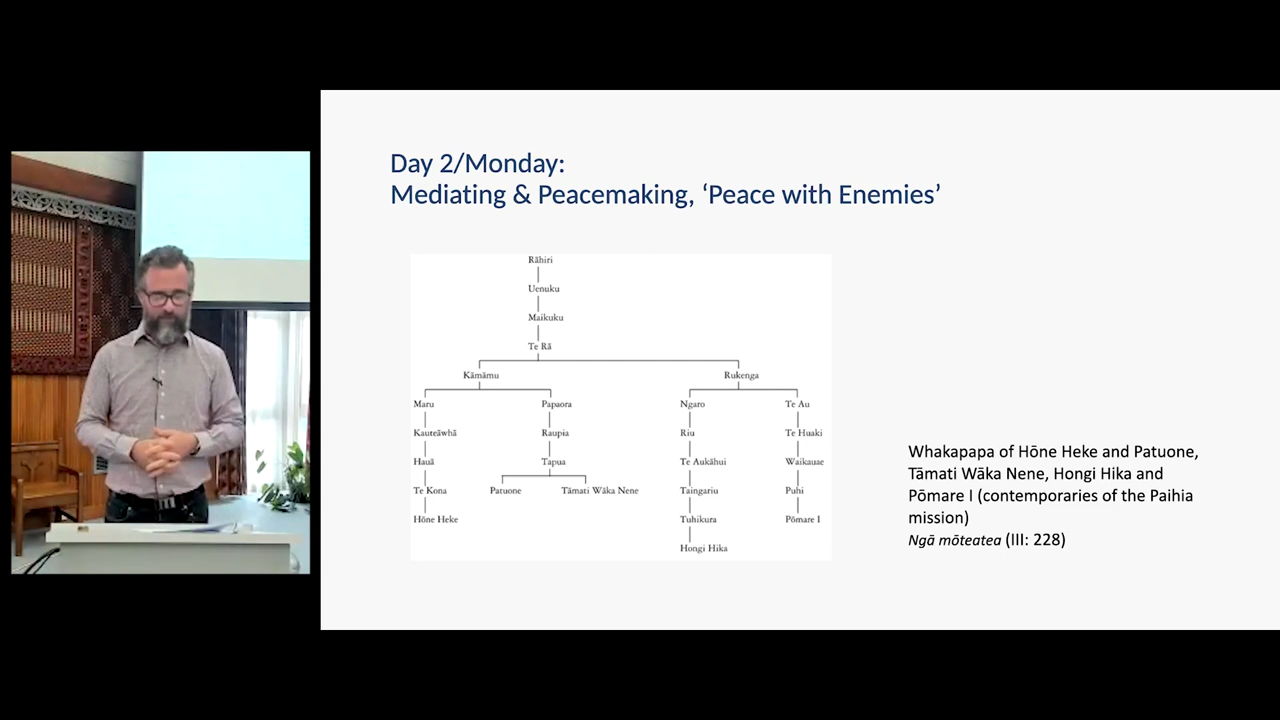 Day 2/Monday:
Mediating & Peacemaking, ‘Peace with Enemies’
Rāhiri
Uenuku
Maikuku
Te Rā
Kāmāmu Rukenga
Maru Papaora Ngaro Te Au
Kauteāwhā Raupia Riu Te Huaki
Hauā Tapua Te Aukāhui Waikauae
Te Kona Patuone Tāmati Wāka Nene Taingariu Puhi
Hōne Heke Tuhikura Pōmare I
Hongi Hika
Whakapapa of Hōne Heke and Patuone,
Tāmati Wāka Nene, Hongi Hika and
Pōmare I (contemporaries of the Paihia
mission)
Ngā mōteatea (III: 228)